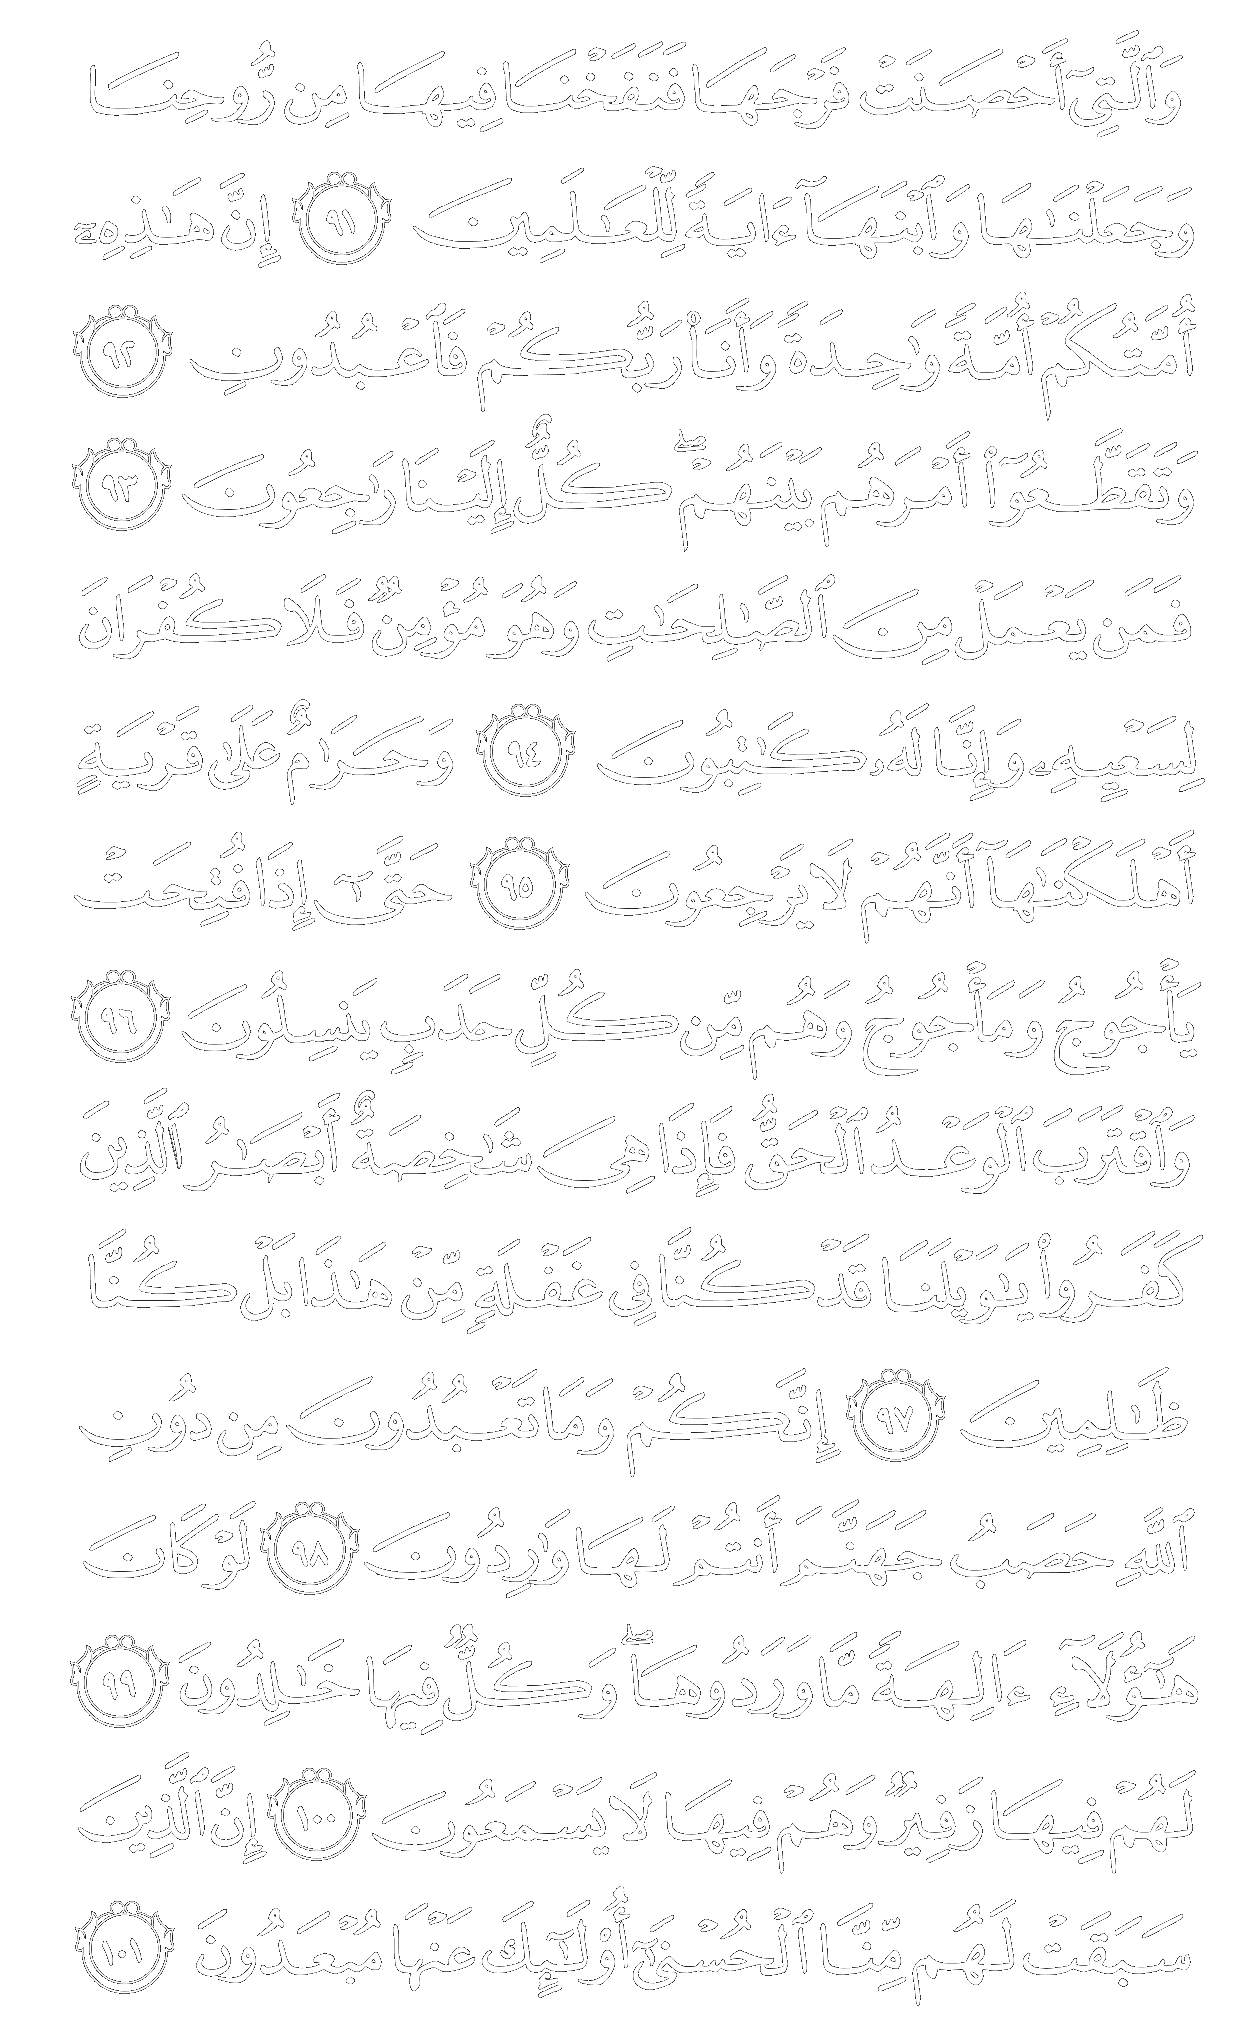 وَٱلَّتِىٓ أَحْصَنَتْ فَرْجَهَا فَنَفَخْنَا فِيهَا مِن رُّوحِنَا
وَجَعَلْنَـٰهَا وَٱبْنَهَآ ءَايَةً لِّلْعَـٰلَمِينَ ٩١ إِنَّ هَـٰذِهِۦٓ
أُمَّتُكُمْ أُمَّةً وَٰحِدَةً وَأَنَا۠ رَبُّكُمْ فَٱعْبُدُونِ ٩٢
وَتَقَطَّعُوٓا۟ أَمْرَهُم بَيْنَهُمْ ۖ كُلٌّ إِلَيْنَا رَٰجِعُونَ ٩٣
فَمَن يَعْمَلْ مِنَ ٱلصَّـٰلِحَـٰتِ وَهُوَ مُؤْمِنٌ فَلَا كُفْرَانَ
لِسَعْيِهِۦ وَإِنَّا لَهُۥ كَـٰتِبُونَ ٩٤ وَحَرَٰمٌ عَلَىٰ قَرْيَةٍ
أَهْلَكْنَـٰهَآ أَنَّهُمْ لَا يَرْجِعُونَ ٩٥ حَتَّىٰٓ إِذَا فُتِحَتْ
يَأْجُوجُ وَمَأْجُوجُ وَهُم مِّن كُلِّ حَدَبٍ يَنسِلُونَ ٩٦
وَٱقْتَرَبَ ٱلْوَعْدُ ٱلْحَقُّ فَإِذَا هِىَ شَـٰخِصَةٌ أَبْصَـٰرُ ٱلَّذِينَ
كَفَرُوا۟ يَـٰوَيْلَنَا قَدْ كُنَّا فِى غَفْلَةٍ مِّنْ هَـٰذَا بَلْ كُنَّا
ظَـٰلِمِينَ ٩٧ إِنَّكُمْ وَمَا تَعْبُدُونَ مِن دُونِ
ٱللَّهِ حَصَبُ جَهَنَّمَ أَنتُمْ لَهَا وَٰرِدُونَ ٩٨ لَوْ كَانَ
هَـٰٓؤُلَآءِ ءَالِهَةً مَّا وَرَدُوهَا ۖ وَكُلٌّ فِيهَا خَـٰلِدُونَ ٩٩
لَهُمْ فِيهَا زَفِيرٌ وَهُمْ فِيهَا لَا يَسْمَعُونَ ١٠٠ إِنَّ ٱلَّذِينَ
سَبَقَتْ لَهُم مِّنَّا ٱلْحُسْنَىٰٓ أُو۟لَـٰٓئِكَ عَنْهَا مُبْعَدُونَ ١٠١